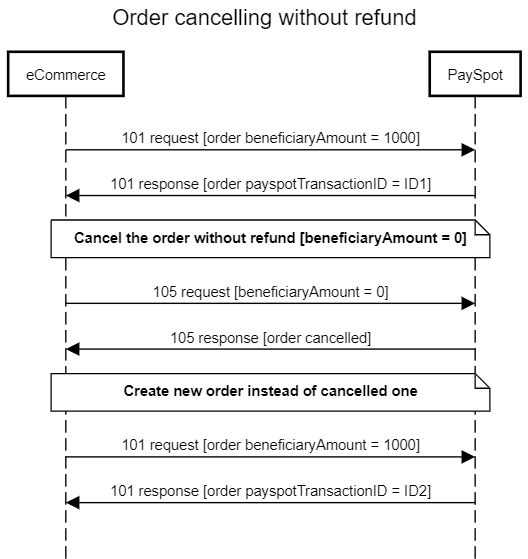 Order cancelling without refund
eCommerce
PaySpot
101 request [order beneficiaryAmount = 1000]
101 response [order payspotTransactionID = ID1]
Cancel the order without refund [beneficiaryAmount = 0]
105 request [beneficiaryAmount = 0]
105 response [order cancelled]
Create new order instead of cancelled one
101 request [order beneficiaryAmount = 1000]
101 response [order payspotTransactionID = ID2]